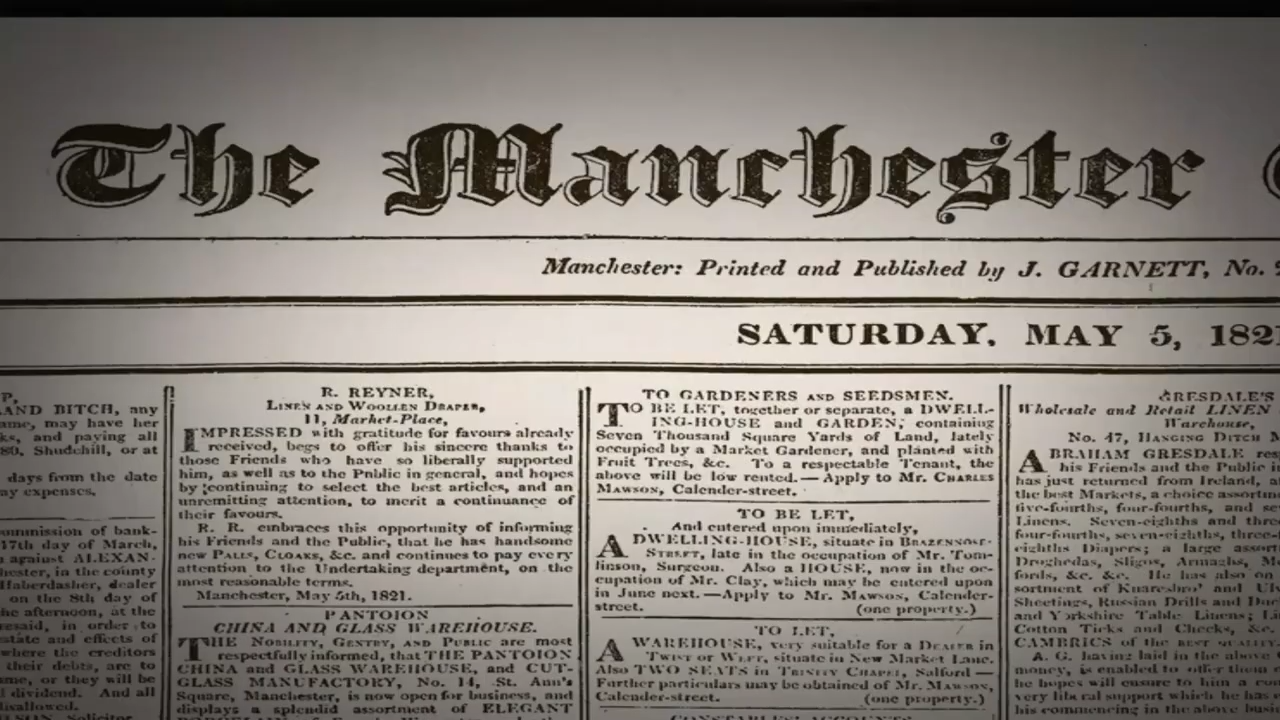 The Manchester
Manchester: Printed and Published by J. GARNETT, No.
SATURDAY, MAY 5, 1821
P,
AND BITCH, any
ame, may have her
ks, and paying all
80, Shudehill, or at
days from the date
ay expenses.
ommission of bank-
17th day of March,
against ALEXAN-
hester, in the county
Haberdasher, dealer
on the 8th day of
he afternoon, at the
resaid, in order to
state and effects of
where the creditors
their debts, are to
me, or they will be
l dividend. And all
lisallowed.
Solicitor
R. REYNER,
LINEN AND WOOLLEN DRAPER,
11, Market-Place,
IMPRESSED with gratitude for favours already
received, begs to offer his sincere thanks to
those Friends who have so liberally supported
him, as well as to the Public in general, and hopes
by continuing to select the best articles, and an
unremitting attention, to merit a continuance of
their favours.
R. R. embraces this opportunity of informing
his Friends and the Public, that he has handsome
new PALLS, CLOAKS, &c. and continues to pay every
attention to the Undertaking department, on the
most reasonable terms.
Manchester, May 5th, 1821.
PANTOION
CHINA AND GLASS WAREHOUSE.
THE NOBILITY, GENTRY, AND PUBLIC are most
respectfully informed, that THE PANTOION
CHINA and GLASS WAREHOUSE, and CUT-
GLASS MANUFACTORY, No. 14, St. Ann's
Square, Manchester, is now open for business, and
displays a splendid assortment of ELEGANT
TO GARDENERS AND SEEDSMEN.
TO BE LET, together or separate, a DWELL-
ING-HOUSE and GARDEN, containing
Seven Thousand Square Yards of Land, lately
occupied by a Market Gardener, and planted with
Fruit Trees, &c. To a respectable Tenant, the
above will be low rented.—Apply to Mr. CHARLES
MAWSON, Calender-street.
TO BE LET,
And entered upon immediately,
A DWELLING-HOUSE, situate in BRAZENNOSE-
STREET, late in the occupation of Mr. Tom-
linson, Surgeon. Also a HOUSE, now in the oc-
cupation of Mr. Clay, which may be entered upon
in June next.—Apply to Mr. MAWSON, Calender-
street. (one property.)
TO LET,
A WAREHOUSE, very suitable for a DEALER in
TWIST or WEFT, situate in New Market Lane.
Also TWO SEATS in TRINITY CHAPEL, Salford—
Further particulars may be obtained of Mr. MAWSON,
Calender-street. (one property.)
CONSTABLES' ACCOUNTS
GRESDALE'S
Wholesale and Retail LINEN
Warehouse,
No. 47, HANGING DITCH
ABRAHAM GRESDALE res
his Friends and the Public in
has just returned from Ireland, a
the best Markets, a choice assortm
five-fourths, four-fourths, and se
Linens. Seven-eighths and three
four-fourths, seven-eighths, three-
eighths Diapers; a large assort
Droghedas, Sligos, Armaghs, M
fords, &c. &c. He has also on
sortment of Knaresbro' and Uls
Sheetings, Russian Drills and Duc
and Yorkshire Table Linens; Li
Cotton Ticks and Checks, &c.
CAMBRICS of the best quality
A. G. having laid in the above
money, is enabled to offer them
he hopes will ensure to him a con
very liberal support which he has
his commencing in the above busi